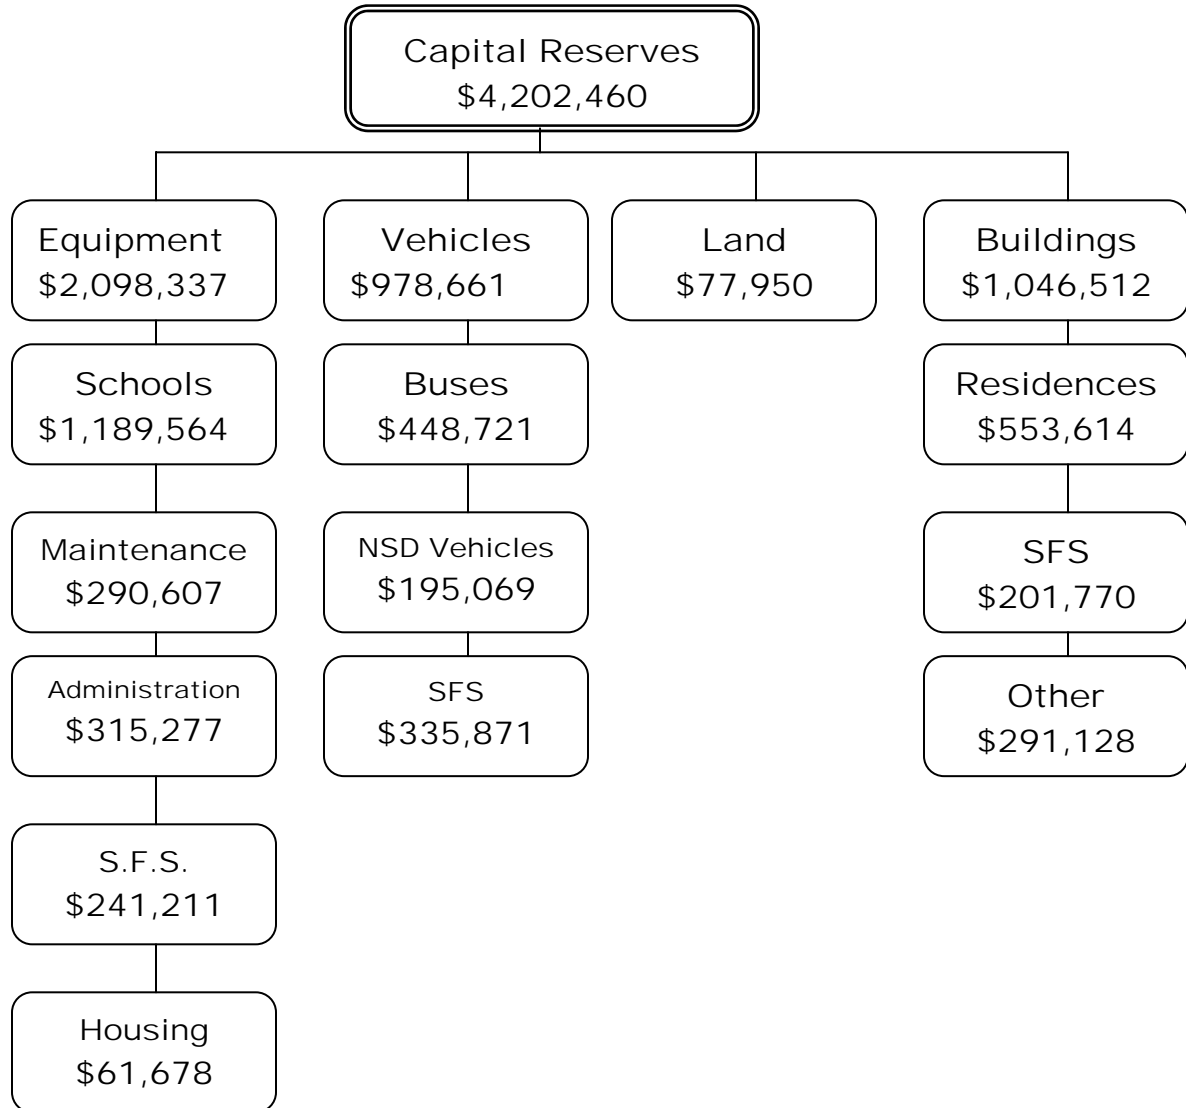 Capital Reserves
$4,202,460
Equipment
$2,098,337
Vehicles
$978,661
Land
$77,950
Buildings
$1,046,512
Schools
$1,189,564
Buses
$448,721
Residences
$553,614
Maintenance
$290,607
NSD Vehicles
$195,069
SFS
$201,770
Administration
$315,277
SFS
$335,871
Other
$291,128
S.F.S.
$241,211
Housing
$61,678